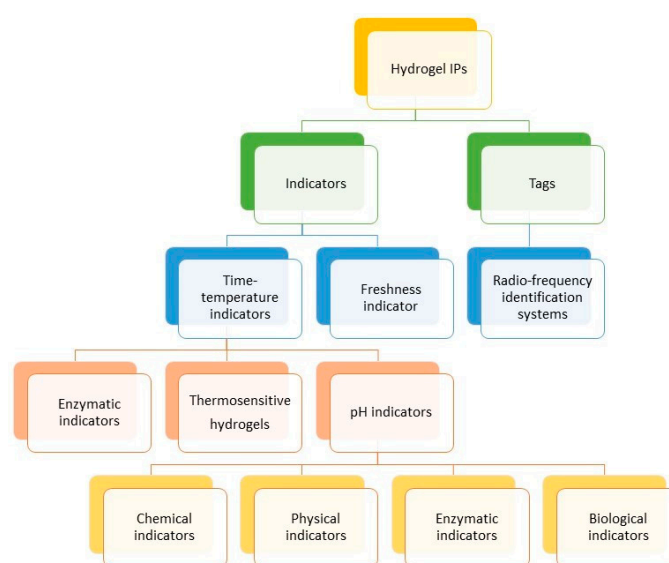 Hydrogel IPs
Indicators
Tags
Time-
temperature
indicators
Freshness
indicator
Radio-frequency
identification
systems
Enzymatic
indicators
Thermosensitive
hydrogels
pH indicators
Chemical
indicators
Physical
indicators
Enzymatic
indicators
Biological
indicators